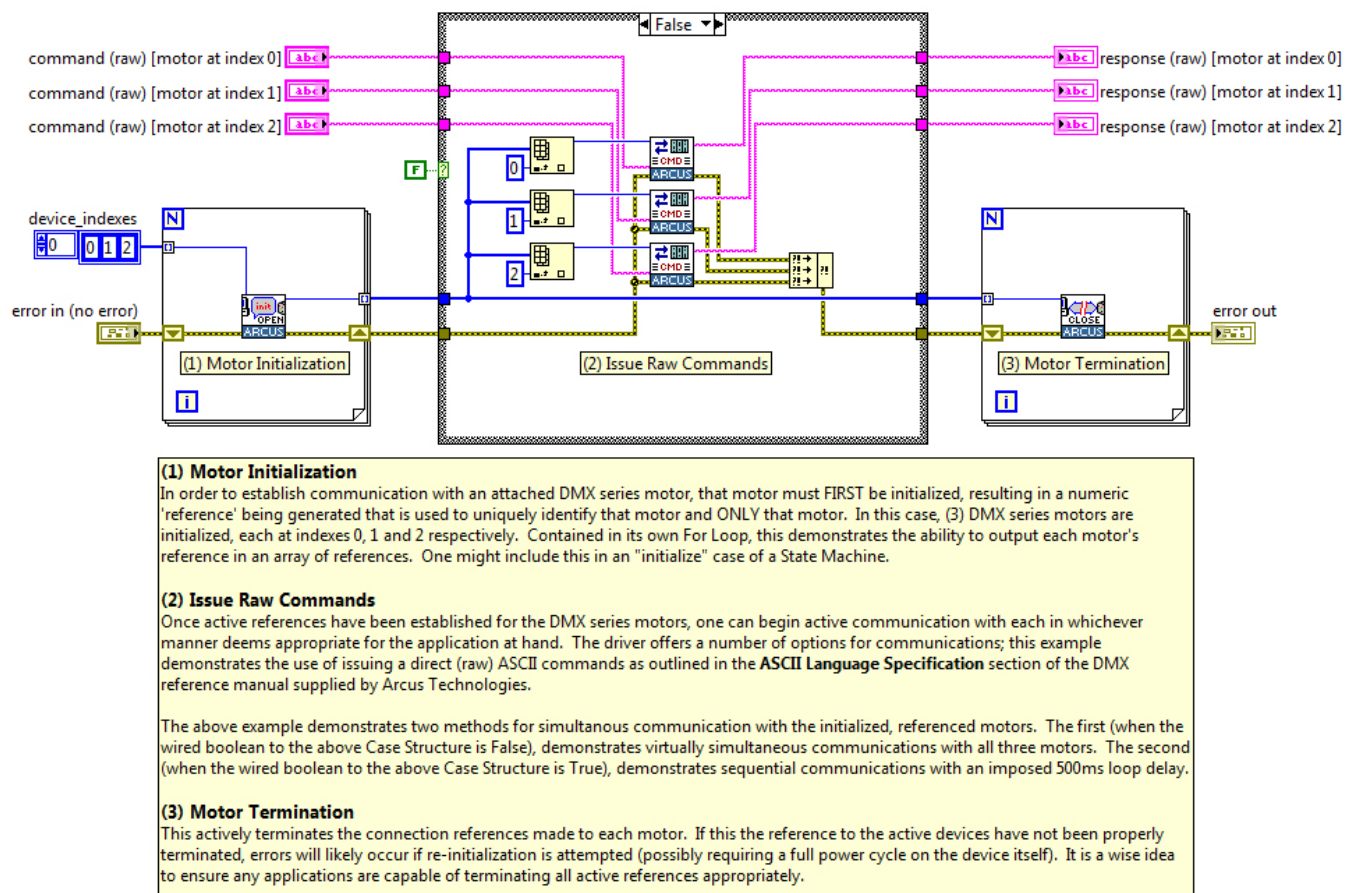 False
command (raw) [motor at index 0] abc
response (raw) [motor at index 0]
abc
command (raw) [motor at index 1] abc
response (raw) [motor at index 1]
abc
command (raw) [motor at index 2] abc
response (raw) [motor at index 2]
abc
F
?
0
CMD
ARCUS
1
CMD
ARCUS
2
CMD
ARCUS
device_indexes
0
0 1 2
N
N
error in (no error)
init
OPEN
ARCUS
CLOSE
ARCUS
error out
(1) Motor Initialization
(2) Issue Raw Commands
(3) Motor Termination
i
i
(1) Motor Initialization
In order to establish communication with an attached DMX series motor, that motor must FIRST be initialized, resulting in a numeric
'reference' being generated that is used to uniquely identify that motor and ONLY that motor. In this case, (3) DMX series motors are
initialized, each at indexes 0, 1 and 2 respectively. Contained in its own For Loop, this demonstrates the ability to output each motor's
reference in an array of references. One might include this in an "initialize" case of a State Machine.
(2) Issue Raw Commands
Once active references have been established for the DMX series motors, one can begin active communication with each in whichever
manner deems appropriate for the application at hand. The driver offers a number of options for communications; this example
demonstrates the use of issuing a direct (raw) ASCII commands as outlined in the ASCII Language Specification section of the DMX
reference manual supplied by Arcus Technologies.
The above example demonstrates two methods for simultanous communication with the initialized, referenced motors. The first (when the
wired boolean to the above Case Structure is False), demonstrates virtually simultaneous communications with all three motors. The second
(when the wired boolean to the above Case Structure is True), demonstrates sequential communications with an imposed 500ms loop delay.
(3) Motor Termination
This actively terminates the connection references made to each motor. If this the reference to the active devices have not been properly
terminated, errors will likely occur if re-initialization is attempted (possibly requiring a full power cycle on the device itself). It is a wise idea
to ensure any applications are capable of terminating all active references appropriately.